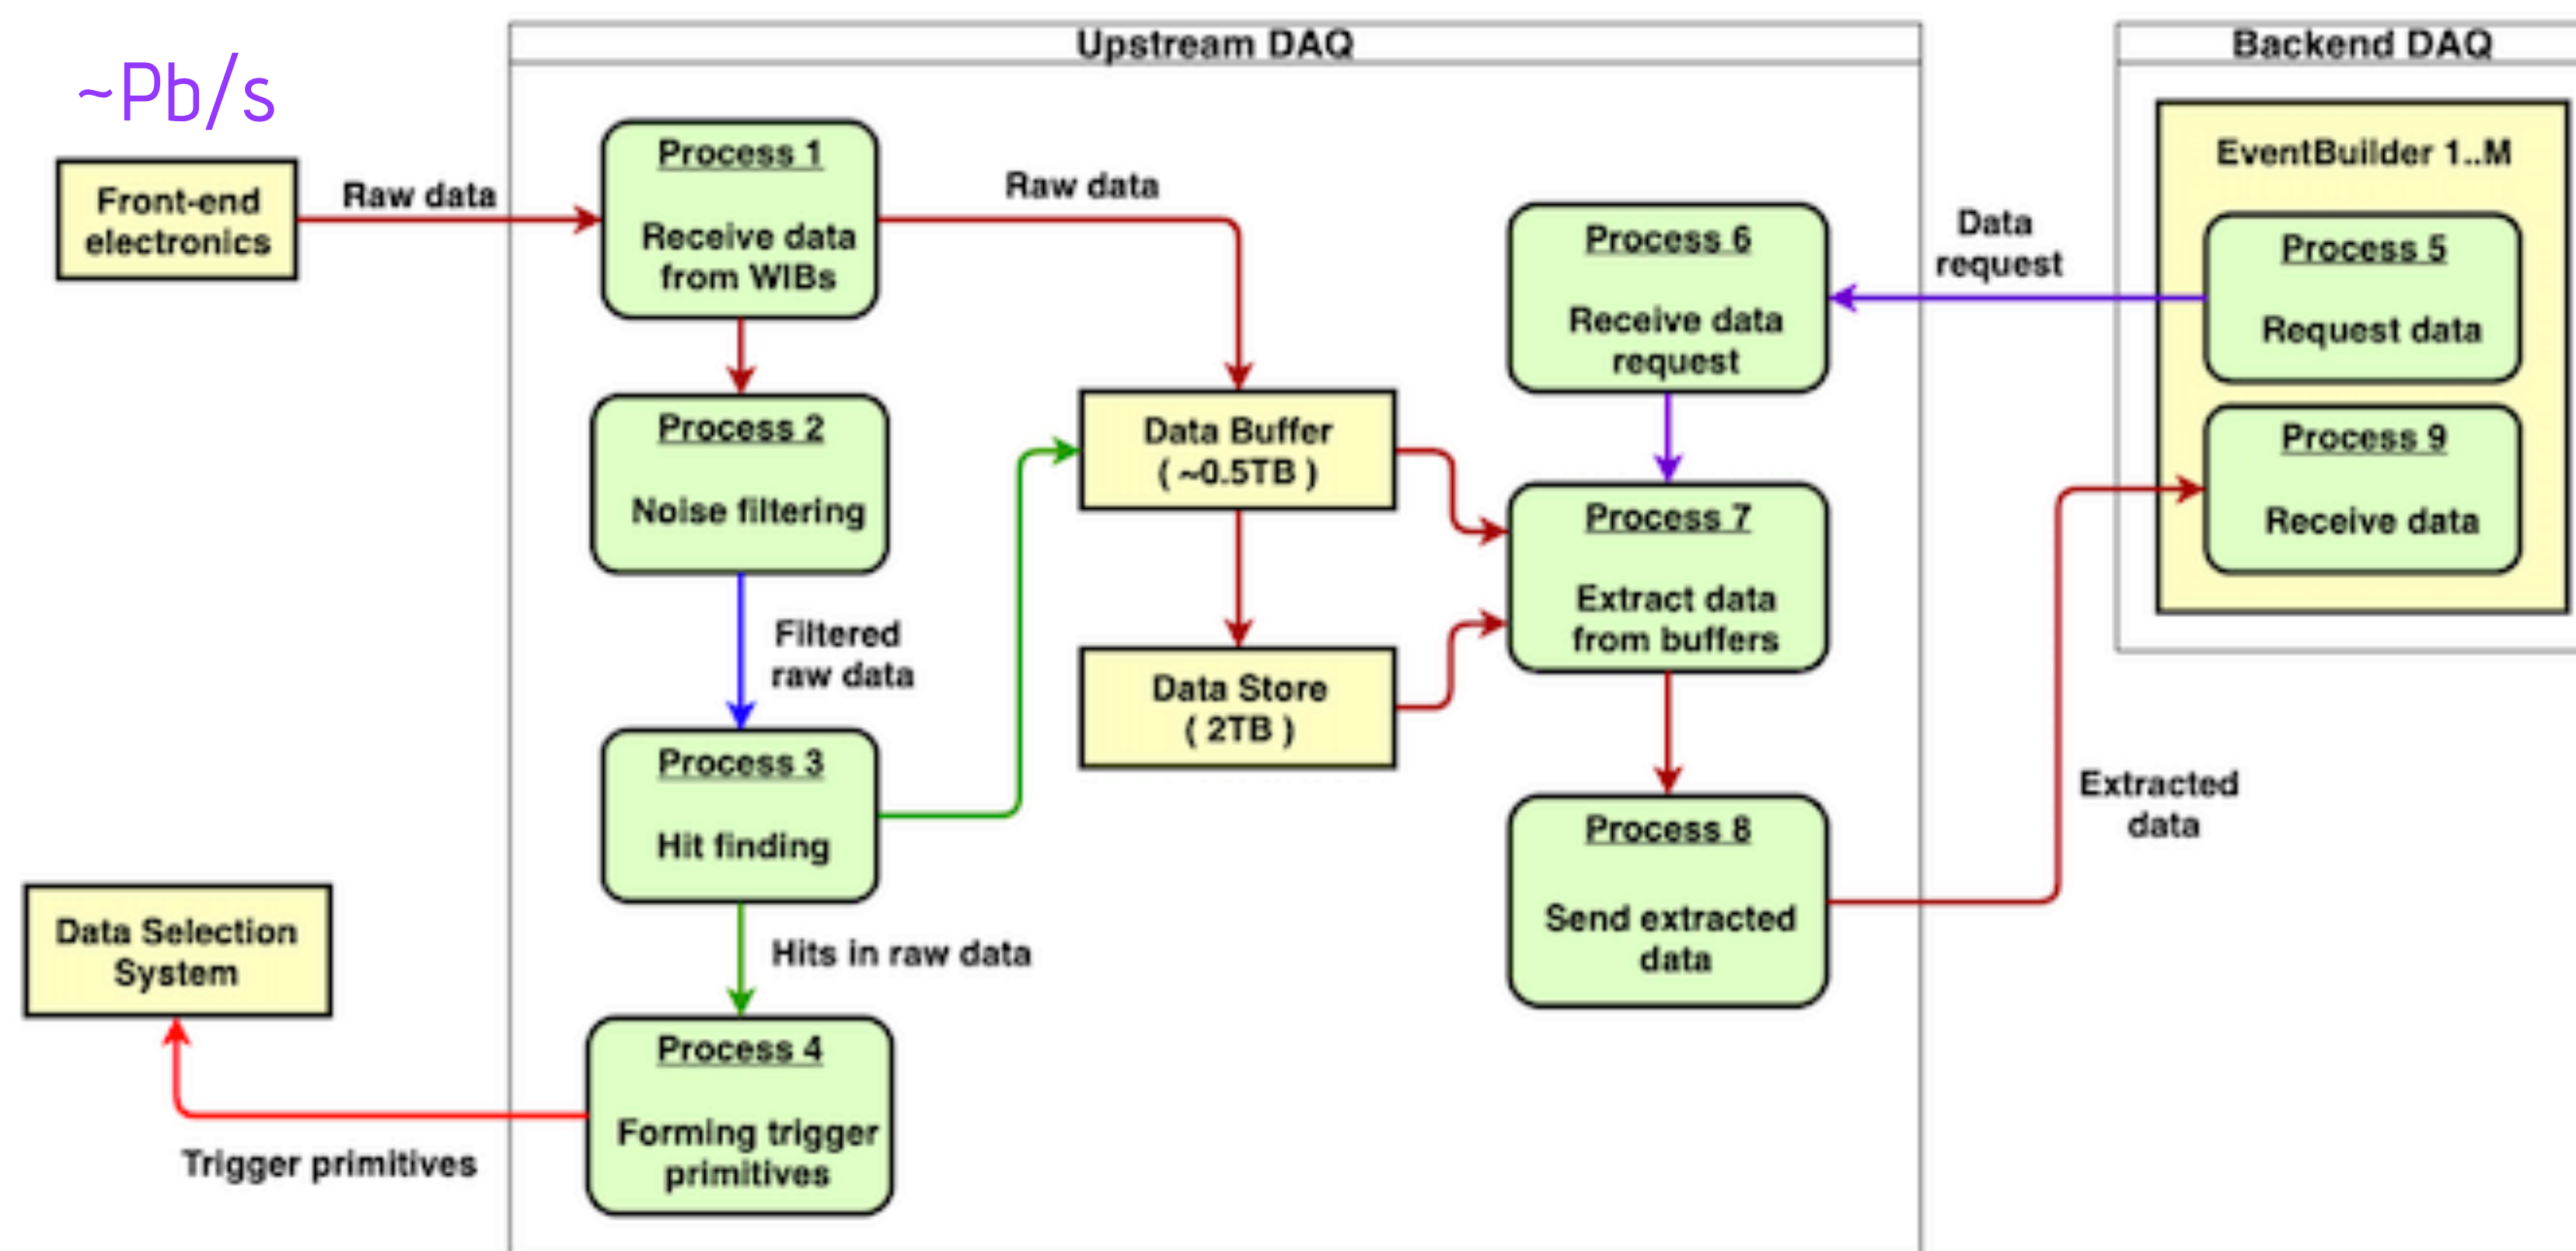 Upstream DAQ
Backend DAQ
~Pb/s
Front-end
electronics
Raw data
Process 1
Receive data
from WIBs
Raw data
Process 2
Noise filtering
Filtered
raw data
Process 3
Hit finding
Hits in raw data
Process 4
Forming trigger
primitives
Trigger primitives
Data Selection
System
Data Buffer
( ~0.5TB )
Data Store
( 2TB )
Process 6
Receive data
request
Process 7
Extract data
from buffers
Process 8
Send extracted
data
Data
request
EventBuilder 1..M
Process 5
Request data
Process 9
Receive data
Extracted
data